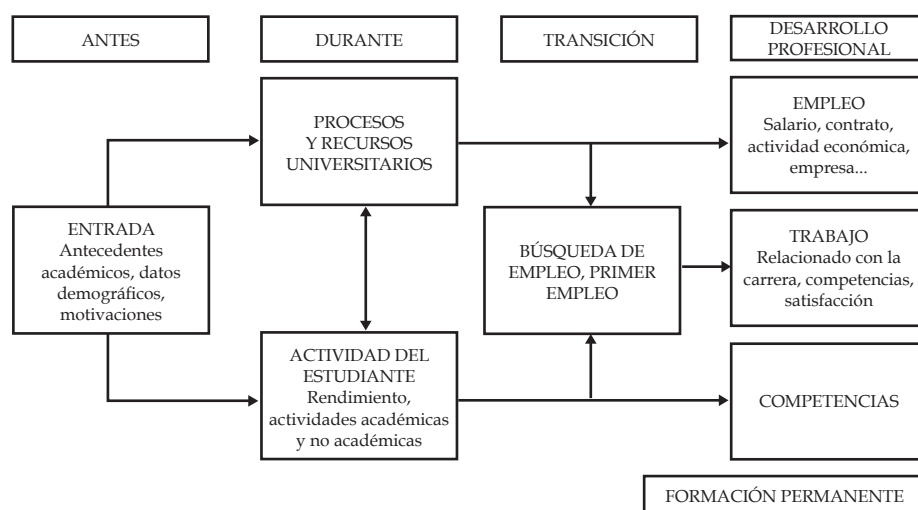 ANTES
DURANTE
TRANSICIÓN
DESARROLLO
PROFESIONAL
ENTRADA
Antecedentes
académicos, datos
demográficos,
motivaciones
PROCESOS
Y RECURSOS
UNIVERSITARIOS
ACTIVIDAD DEL
ESTUDIANTE
Rendimiento,
actividades académicas
y no académicas
BÚSQUEDA DE
EMPLEO, PRIMER
EMPLEO
EMPLEO
Salario, contrato,
actividad económica,
empresa...
TRABAJO
Relacionado con la
carrera, competencias,
satisfacción
COMPETENCIAS
FORMACIÓN PERMANENTE